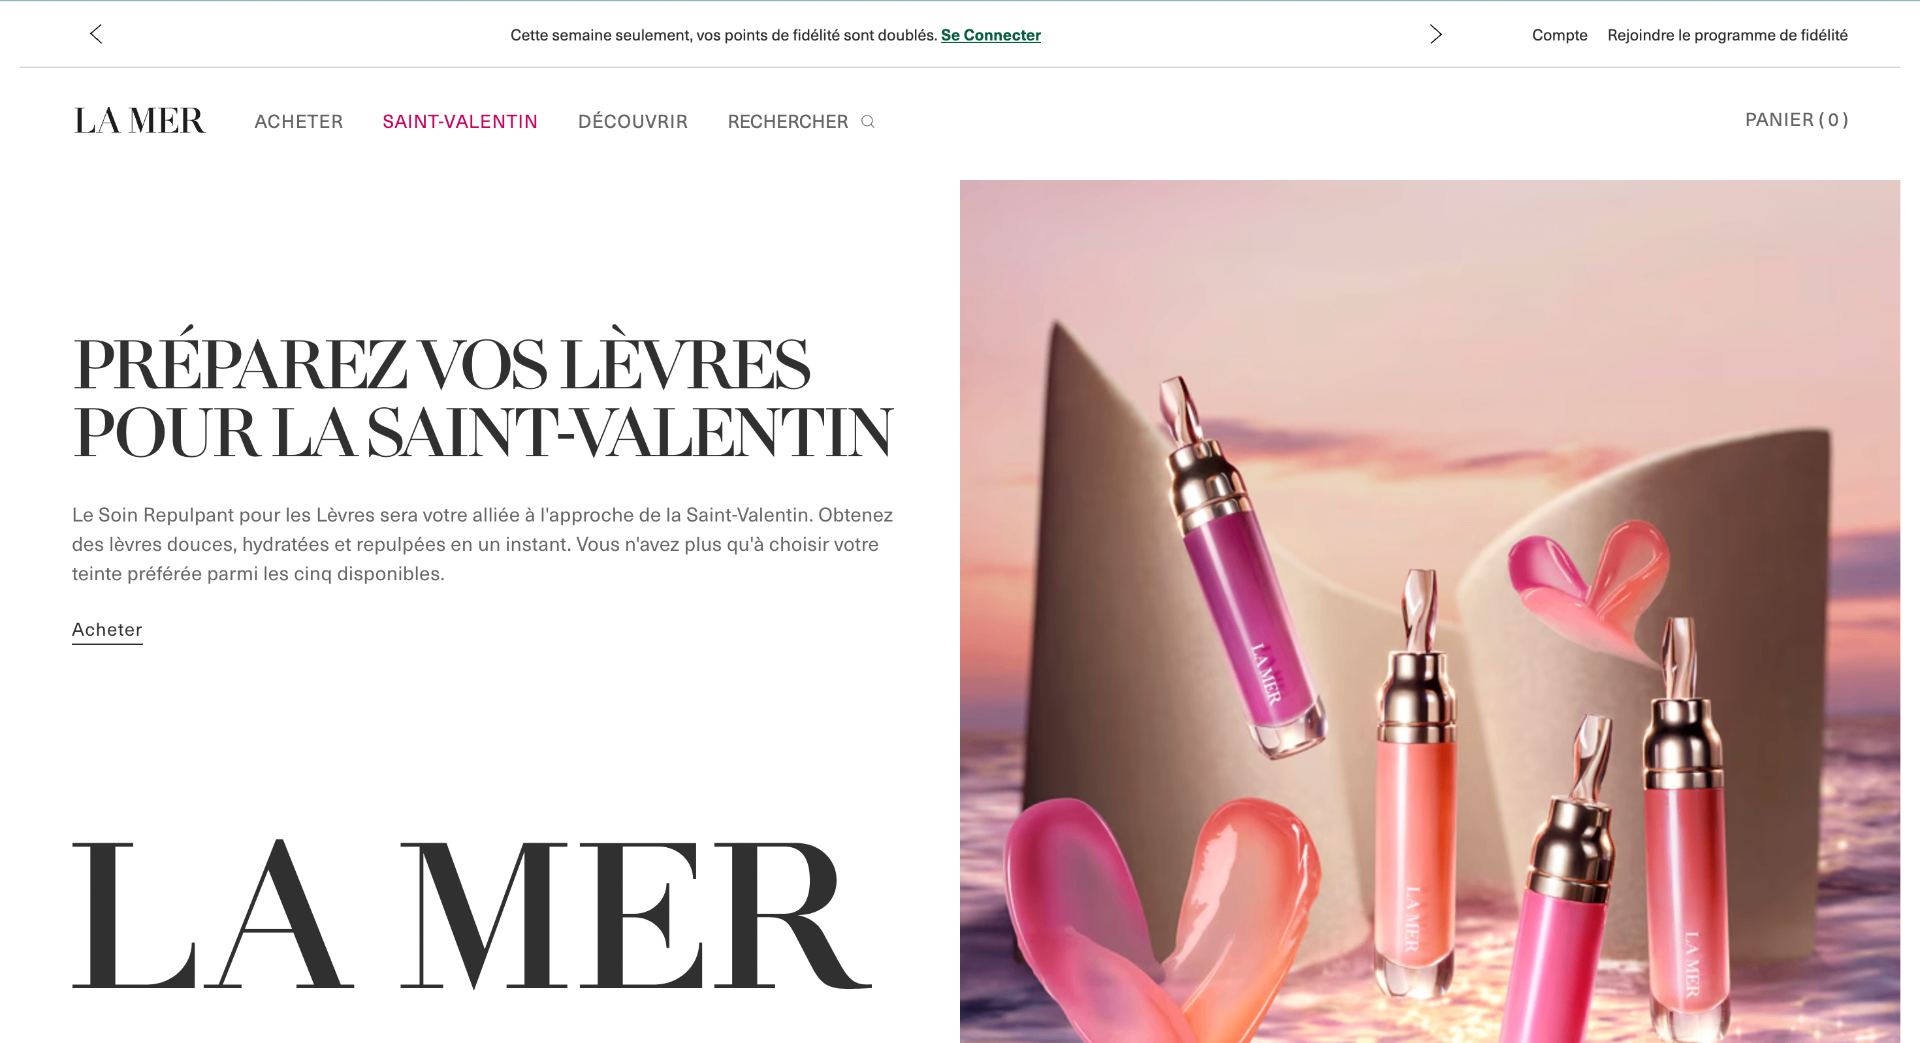 Cette semaine seulement, vos points de fidélité sont doublés. Se Connecter
Compte
Rejoindre le programme de fidélité
LA MER
ACHETER
SAINT-VALENTIN
DÉCOUVRIR
RECHERCHER
PANIER ( 0 )
PRÉPAREZ VOS LÈVRES
POUR LA SAINT-VALENTIN
Le Soin Repulpant pour les Lèvres sera votre alliée à l'approche de la Saint-Valentin. Obtenez
des lèvres douces, hydratées et repulpées en un instant. Vous n'avez plus qu'à choisir votre
teinte préférée parmi les cinq disponibles.
Acheter
LA MER
LA MER
LA MER
LA MER